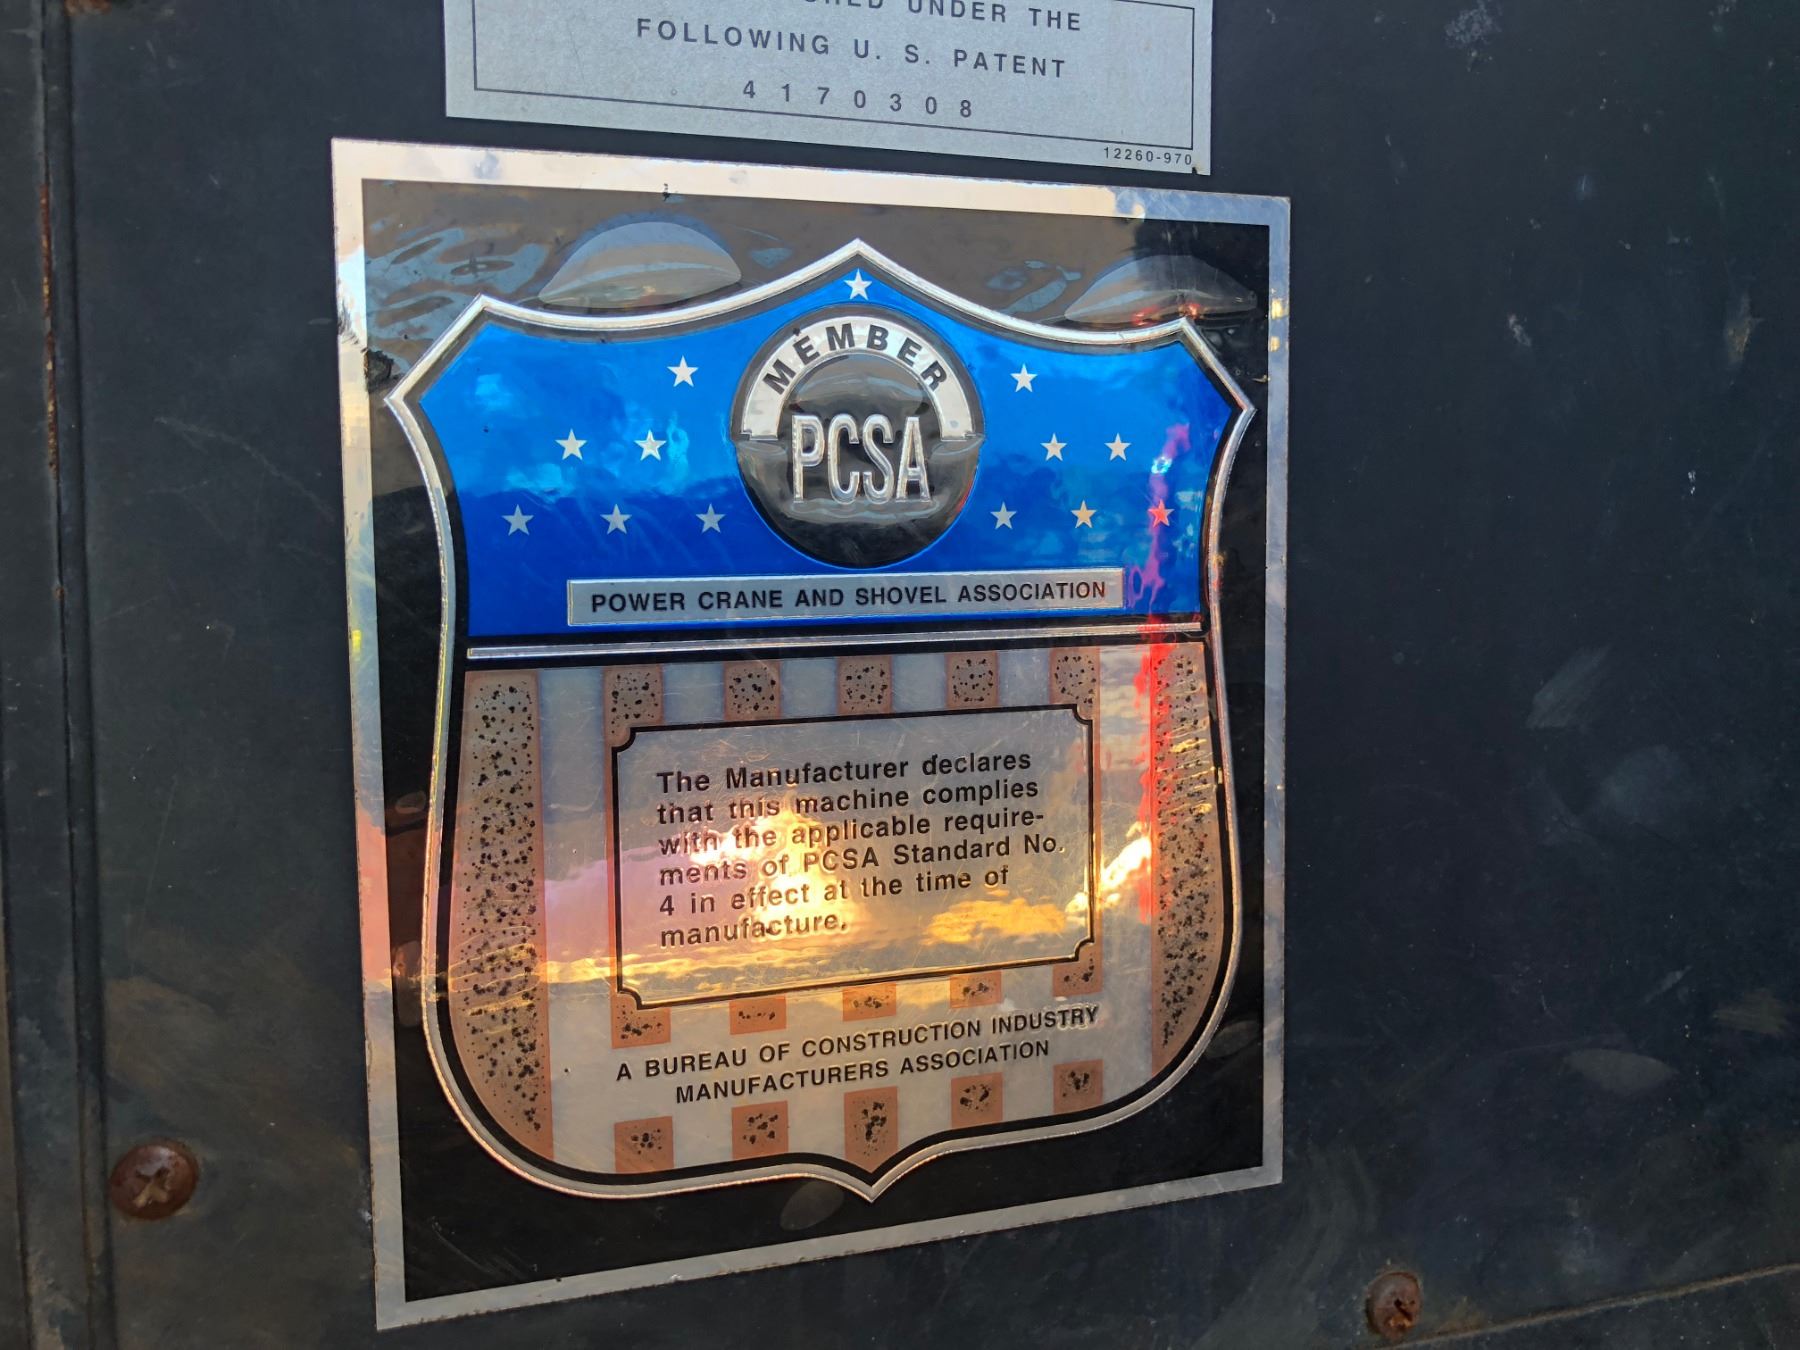 UNDER THE
FOLLOWING U. S. PATENT
4170308
12260-970
MEMBER
PCSA
POWER CRANE AND SHOVEL ASSOCIATION
The Manufacturer declares
that this machine complies
with the applicable require-
ments of PCSA Standard No.
4 in effect at the time of
manufacture.
A BUREAU OF CONSTRUCTION INDUSTRY
MANUFACTURERS ASSOCIATION